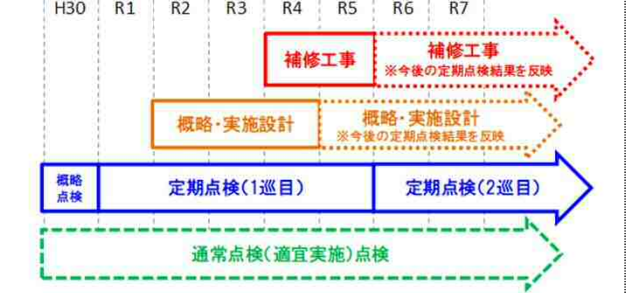 H30 R1 R2 R3 R4 R5 R6 R7
補修工事
補修工事
※今後の定期点検結果を反映
概略・実施設計
概略・実施設計
※今後の定期点検結果を反映
概略
点検
定期点検(1巡目)
定期点検(2巡目)
通常点検(適宜実施)点検